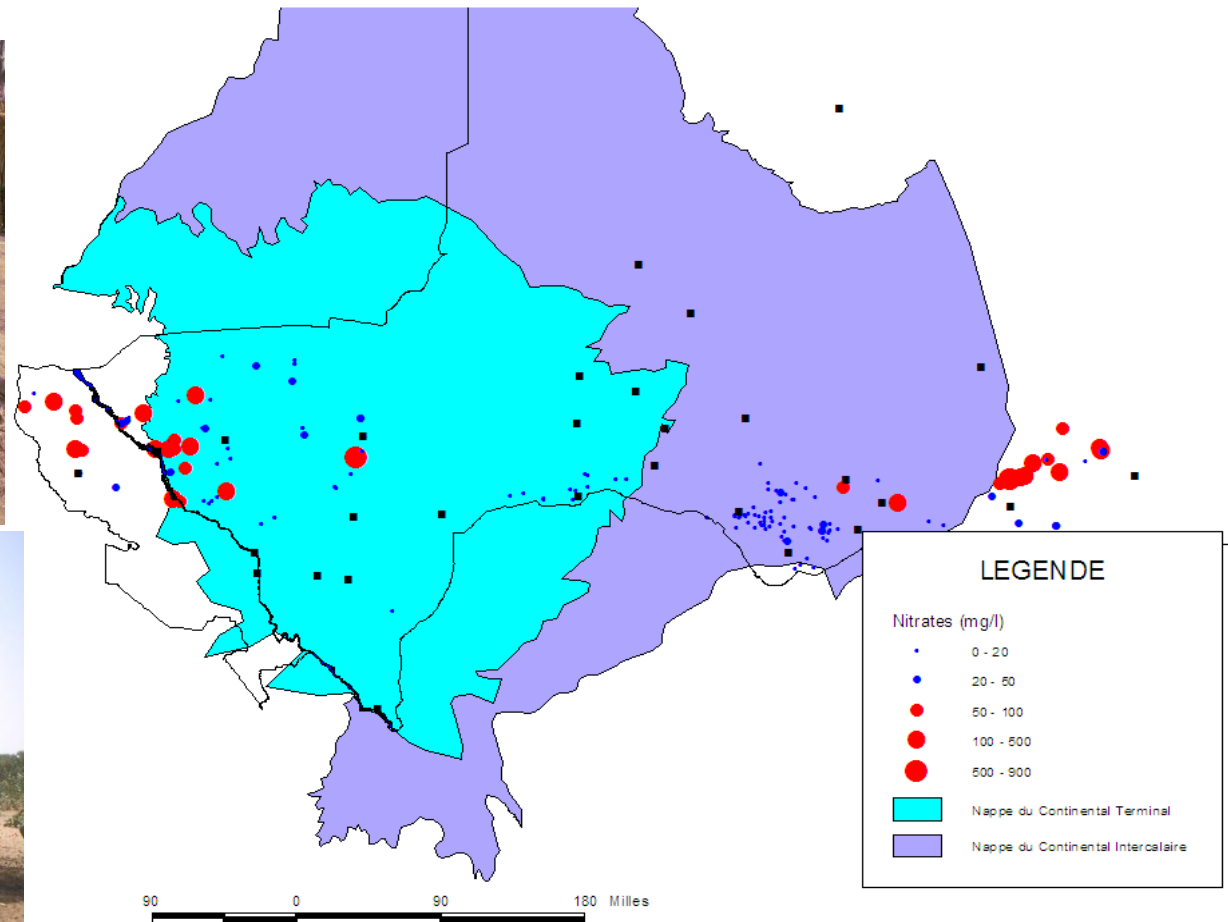 LEGENDE
Nitrates (mg/l)
0 - 20
20 - 50
50 - 100
100 - 500
500 - 900
Nappe du Continental Terminal
Nappe du Continental Intercalaire
90 0 90 180 Milles